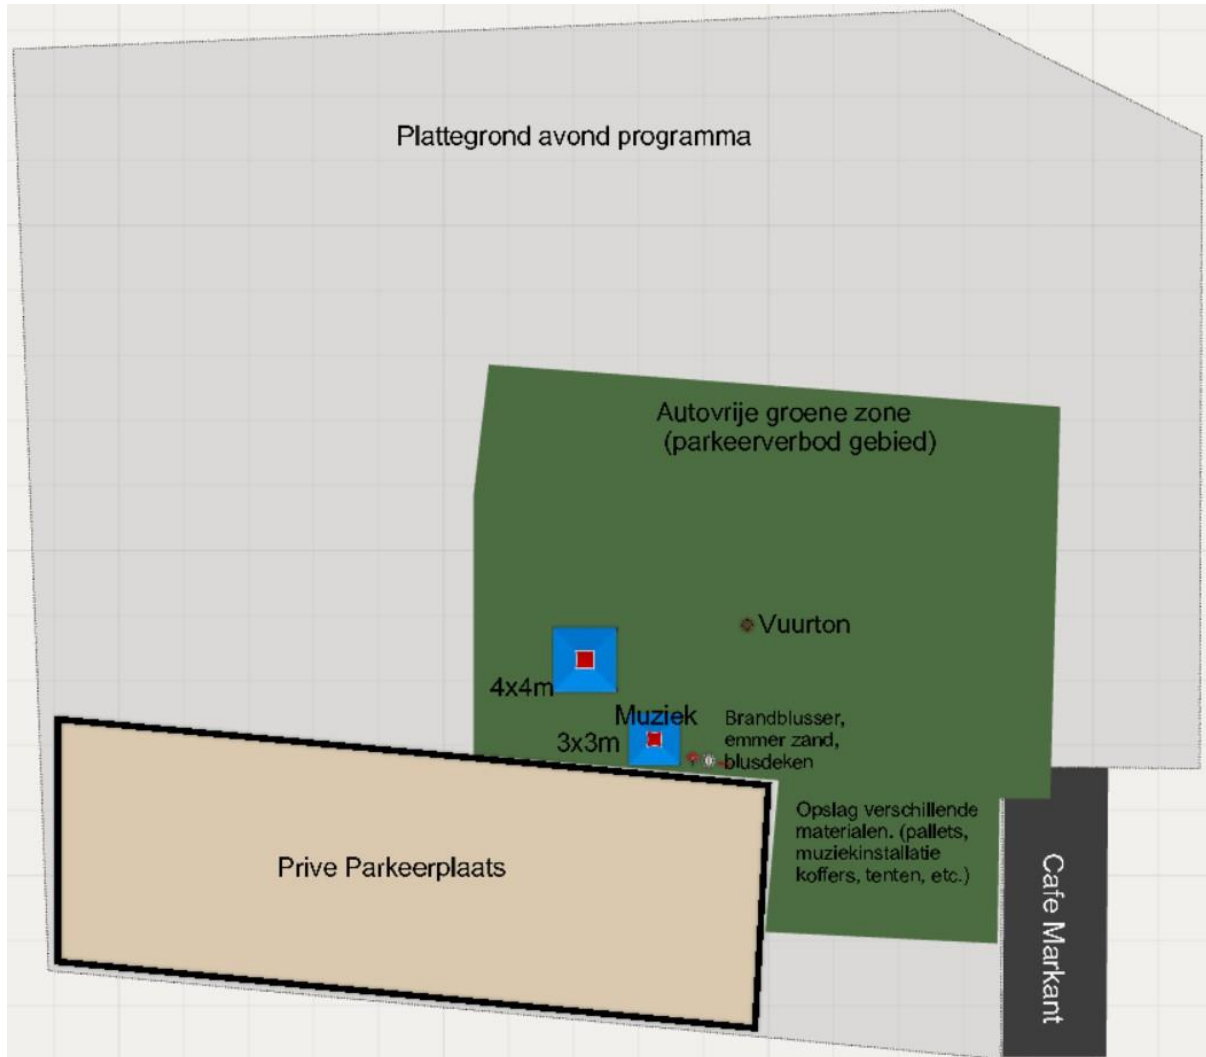 Plattegrond avond programma
Autovrije groene zone
(parkeerverbod gebied)
Vuurton
4x4m
Muziek
3x3m
Brandblusser,
emmer zand,
blusdeken
Opslag verschillende
materialen. (pallets,
muziekinstallatie
koffers, tenten, etc.)
Prive Parkeerplaats
Cafe Markant